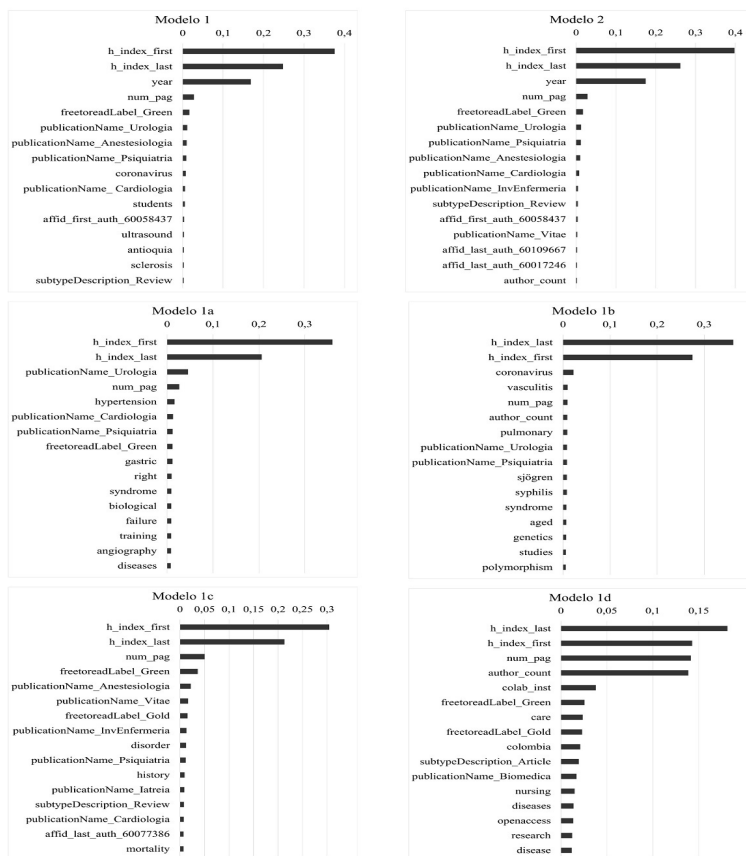 Modelo 1
0 0,1 0,2 0,3 0,4
h_index_first
h_index_last
year
num_pag
freetoreadLabel_Green
publicationName_Urologia
publicationName_Anestesiologia
publicationName_Psiquiatria
coronavirus
publicationName_ Cardiologia
students
affid_first_auth_60058437
ultrasound
antioquia
sclerosis
subtypeDescription_Review
Modelo 2
0 0,1 0,2 0,3 0,4
h_index_first
h_index_last
year
num_pag
freetoreadLabel_Green
publicationName_Urologia
publicationName_Psiquiatria
publicationName_Anestesiologia
publicationName_Cardiologia
publicationName_InvEnfermeria
subtypeDescription_Review
affid_first_auth_60058437
publicationName_Vitae
affid_last_auth_60109667
affid_last_auth_60017246
author_count
Modelo 1a
0 0,1 0,2 0,3
h_index_first
h_index_last
publicationName_Urologia
num_pag
hypertension
publicationName_Cardiologia
publicationName_Psiquiatria
freetoreadLabel_Green
gastric
right
syndrome
biological
failure
training
angiography
diseases
Modelo 1b
0 0,1 0,2 0,3
h_index_last
h_index_first
coronavirus
vasculitis
num_pag
author_count
pulmonary
publicationName_Urologia
publicationName_Psiquiatria
sjögren
syphilis
syndrome
aged
genetics
studies
polymorphism
Modelo 1c
0 0,05 0,1 0,15 0,2 0,25 0,3
h_index_first
h_index_last
num_pag
freetoreadLabel_Green
publicationName_Anestesiologia
publicationName_Vitae
freetoreadLabel_Gold
publicationName_InvEnfermeria
disorder
publicationName_Psiquiatria
history
publicationName_Iatreia
subtypeDescription_Review
publicationName_Cardiologia
affid_last_auth_60077386
mortality
Modelo 1d
0 0,05 0,1 0,15
h_index_last
h_index_first
num_pag
author_count
colab_inst
freetoreadLabel_Green
care
freetoreadLabel_Gold
colombia
subtypeDescription_Article
publicationName_Biomedica
nursing
diseases
openaccess
research
disease